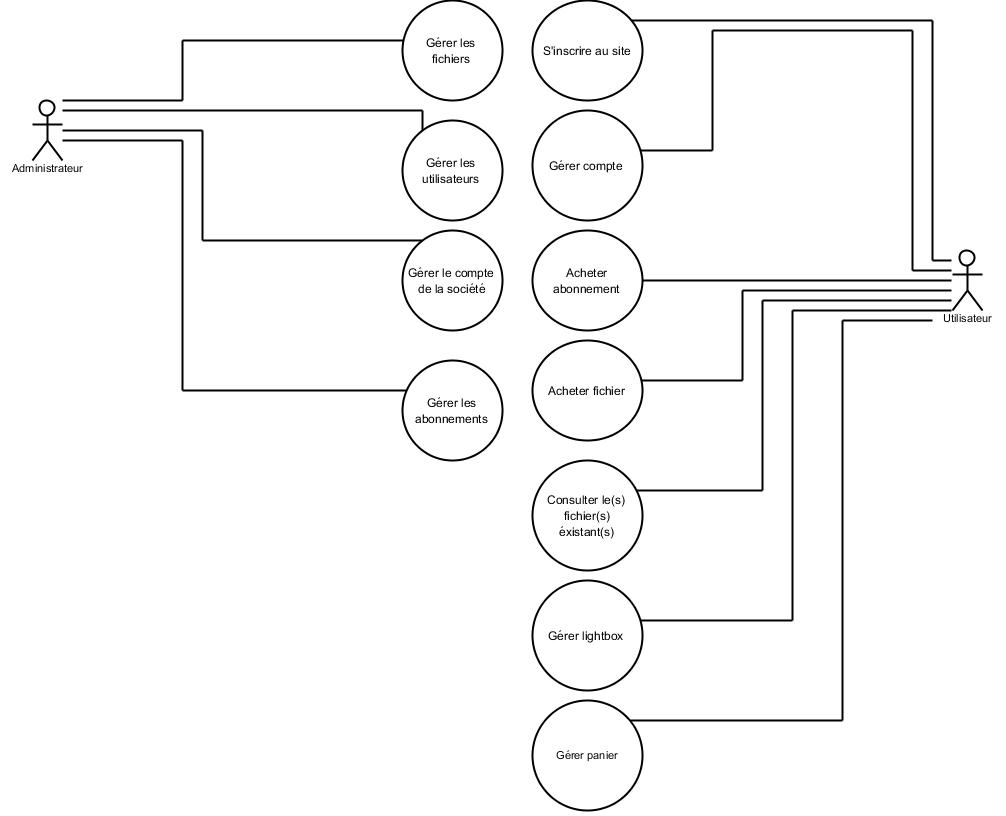 Gérer les
fichiers
S'inscrire au site
Administrateur
Gérer les
utilisateurs
Gérer compte
Gérer le compte
de la société
Acheter
abonnement
Utilisateur
Gérer les
abonnements
Acheter fichier
Consulter le(s)
fichier(s)
éxistant(s)
Gérer lightbox
Gérer panier